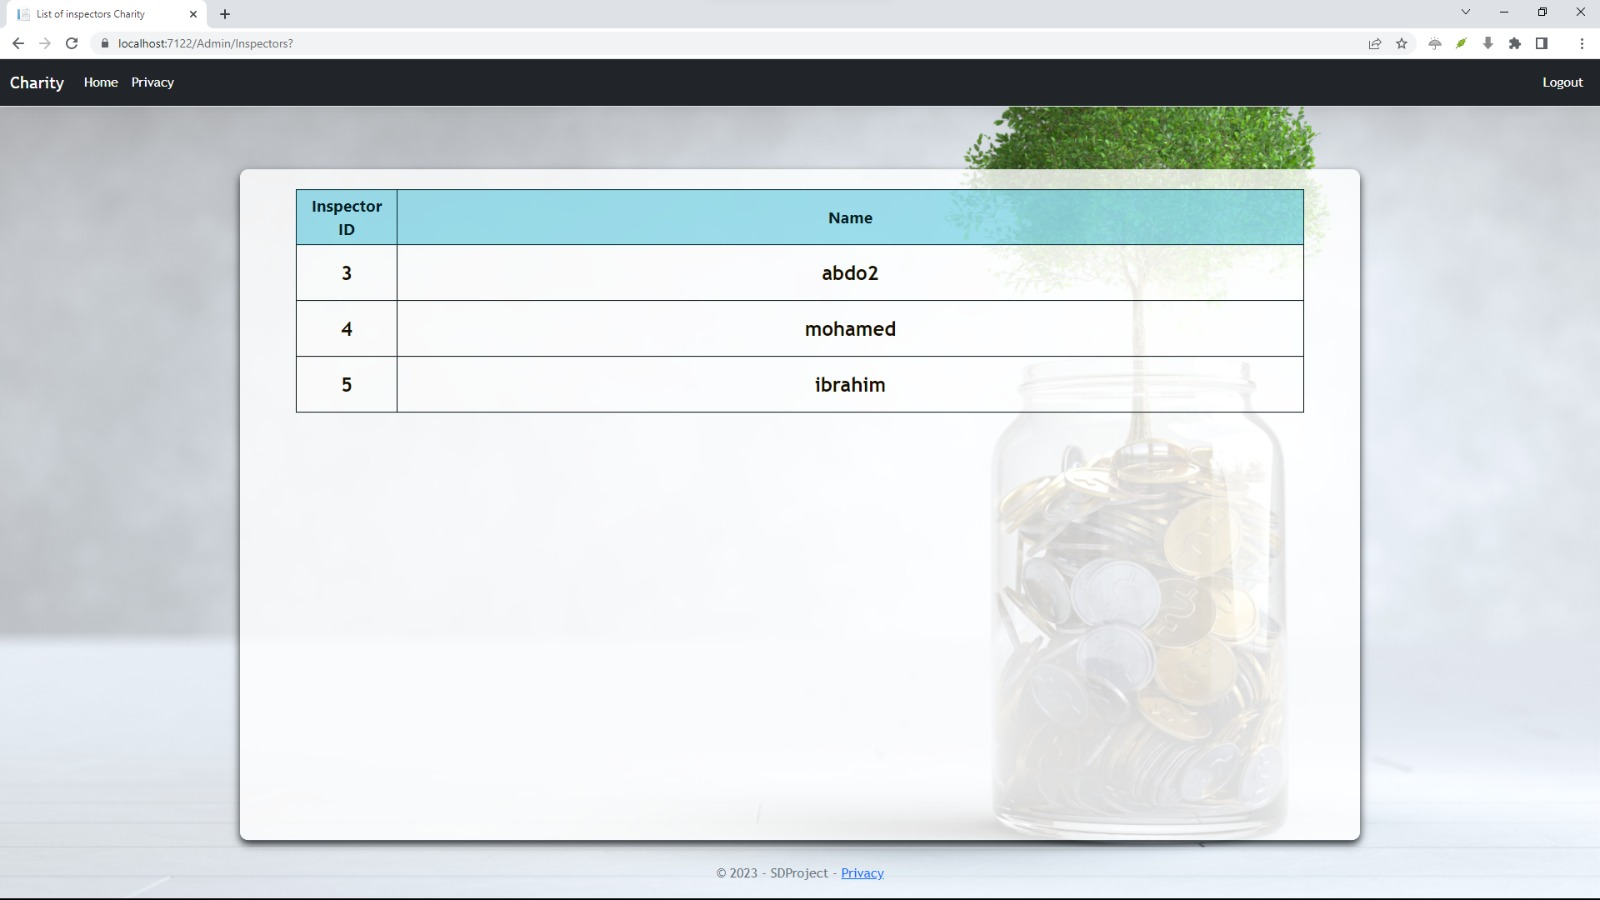 List of inspectors Charity
localhost:7122/Admin/Inspectors?
Charity Home Privacy Logout
Inspector
ID
Name
3 abdo2
4 mohamed
5 ibrahim
© 2023 - SDProject - Privacy